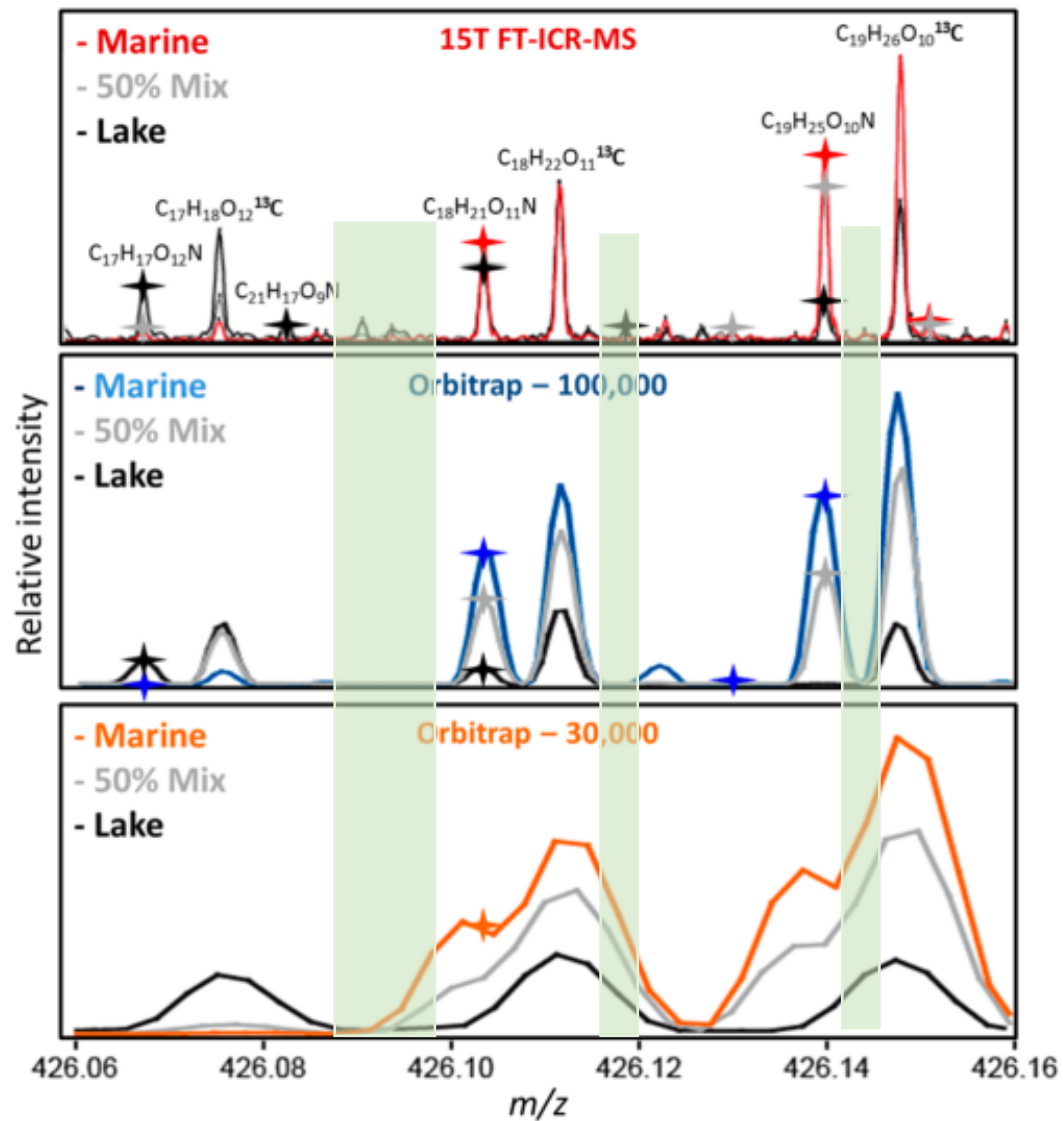 - Marine
- 50% Mix
- Lake
15T FT-ICR-MS
C₁₇H₁₇O₁₂N
C₁₇H₁₈O₁₂¹³C
C₂₁H₁₇O₉N
C₁₈H₂₁O₁₁N
C₁₈H₂₂O₁₁¹³C
C₁₉H₂₅O₁₀N
C₁₉H₂₆O₁₀¹³C
- Marine
- 50% Mix
- Lake
Orbitrap – 100,000
- Marine
- 50% Mix
- Lake
Orbitrap – 30,000
Relative intensity
426.06 426.08 426.10 426.12 426.14 426.16
m/z